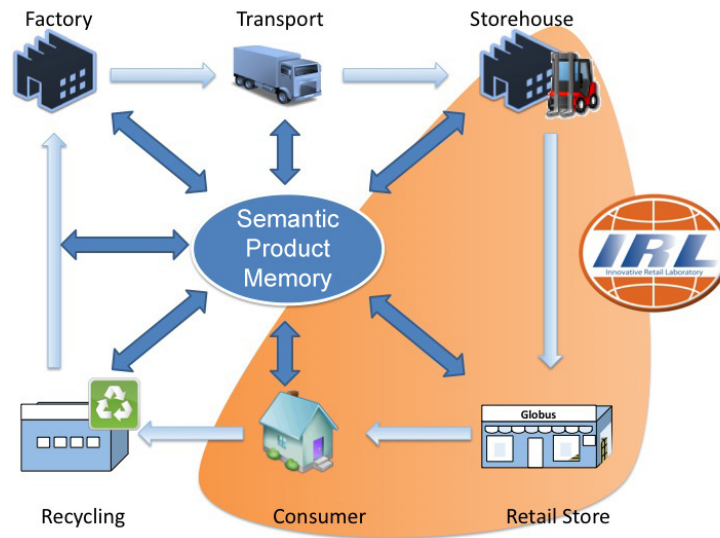 Factory
Transport
Storehouse
Semantic
Product
Memory
IRL
Innovative Retail Laboratory
Globus
Recycling
Consumer
Retail Store